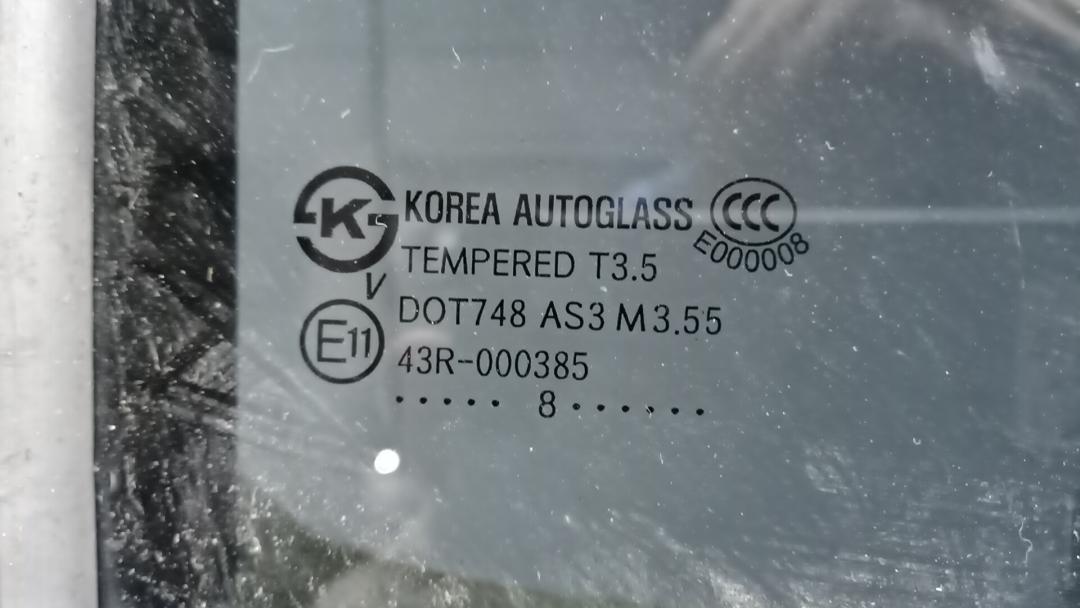 K KOREA AUTOGLASS CCC
E000008
TEMPERED T3.5
V
DOT748 AS3 M3.55
E11 43R-000385
..... 8 ......